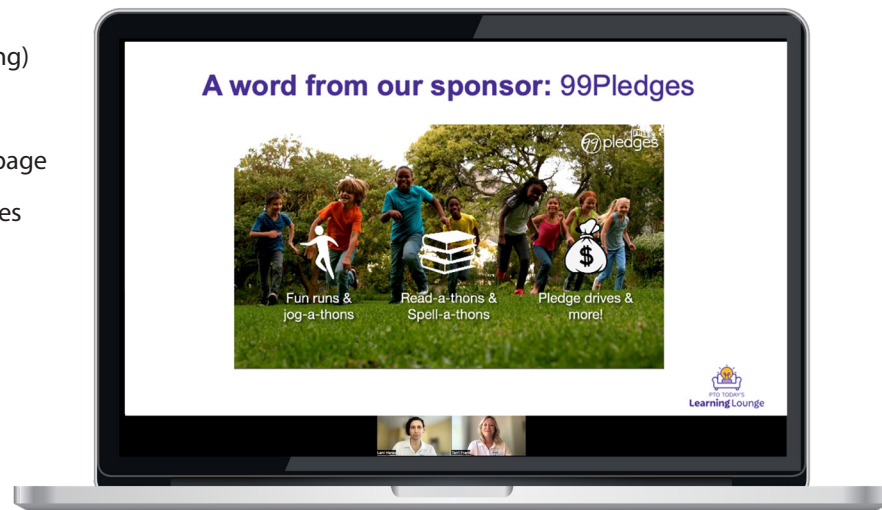 ng)
page
es
A word from our sponsor: 99Pledges
99 pledges
Fun runs &
jog-a-thons
Read-a-thons &
Spell-a-thons
Pledge drives &
more!
$
PTO TODAY'S
Learning Lounge